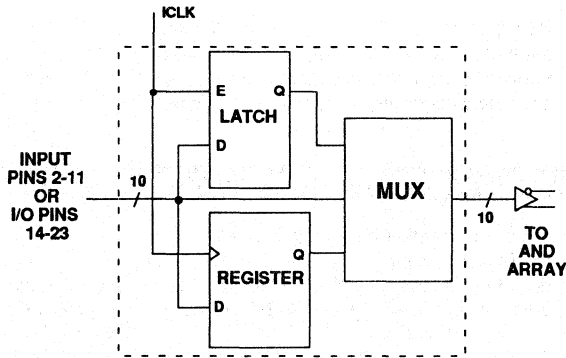 ICLK
E
Q
LATCH
D
INPUT
PINS 2-11
OR
I/O PINS
14-23
10
MUX
10
TO
AND
ARRAY
Q
REGISTER
D